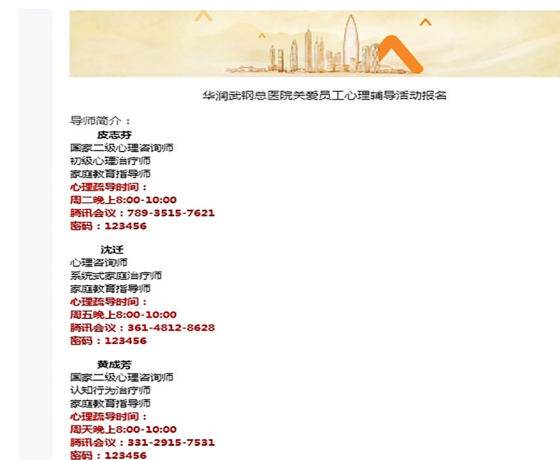 华润武钢总医院关爱员工心理辅导活动报名
导师简介：
皮志芬
国家二级心理咨询师
初级心理治疗师
家庭教育指导师
心理疏导时间：
周二晚上8:00-10:00
腾讯会议：789-3515-7621
密码：123456
沈迁
心理咨询师
系统式家庭治疗师
家庭教育指导师
心理疏导时间：
周五晚上8:00-10:00
腾讯会议：361-4812-8628
密码：123456
黄成芳
国家二级心理咨询师
认知行为治疗师
家庭教育指导师
心理疏导时间：
周天晚上8:00-10:00
腾讯会议：331-2915-7531
密码：123456